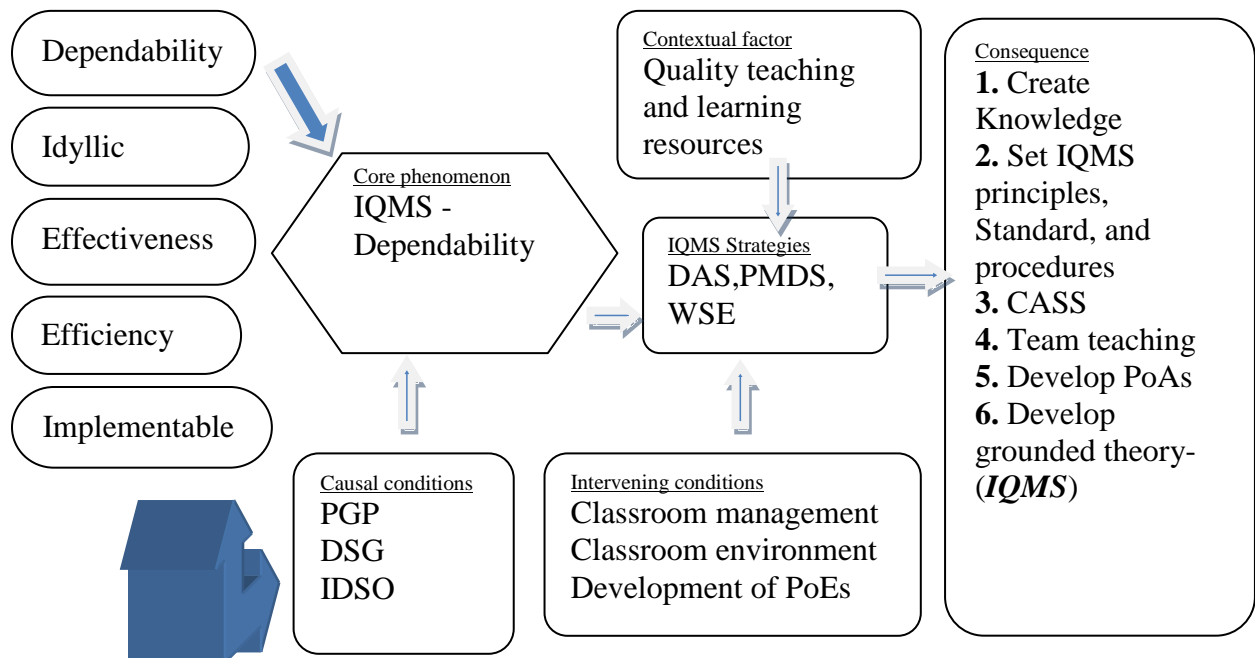 Dependability
Idyllic
Effectiveness
Efficiency
Implementable
Core phenomenon
IQMS -
Dependability
Causal conditions
PGP
DSG
IDSO
Contextual factor
Quality teaching
and learning
resources
IQMS Strategies
DAS,PMDS,
WSE
Intervening conditions
Classroom management
Classroom environment
Development of PoEs
Consequence
1. Create
Knowledge
2. Set IQMS
principles,
Standard, and
procedures
3. CASS
4. Team teaching
5. Develop PoAs
6. Develop
grounded theory-
(IQMS)